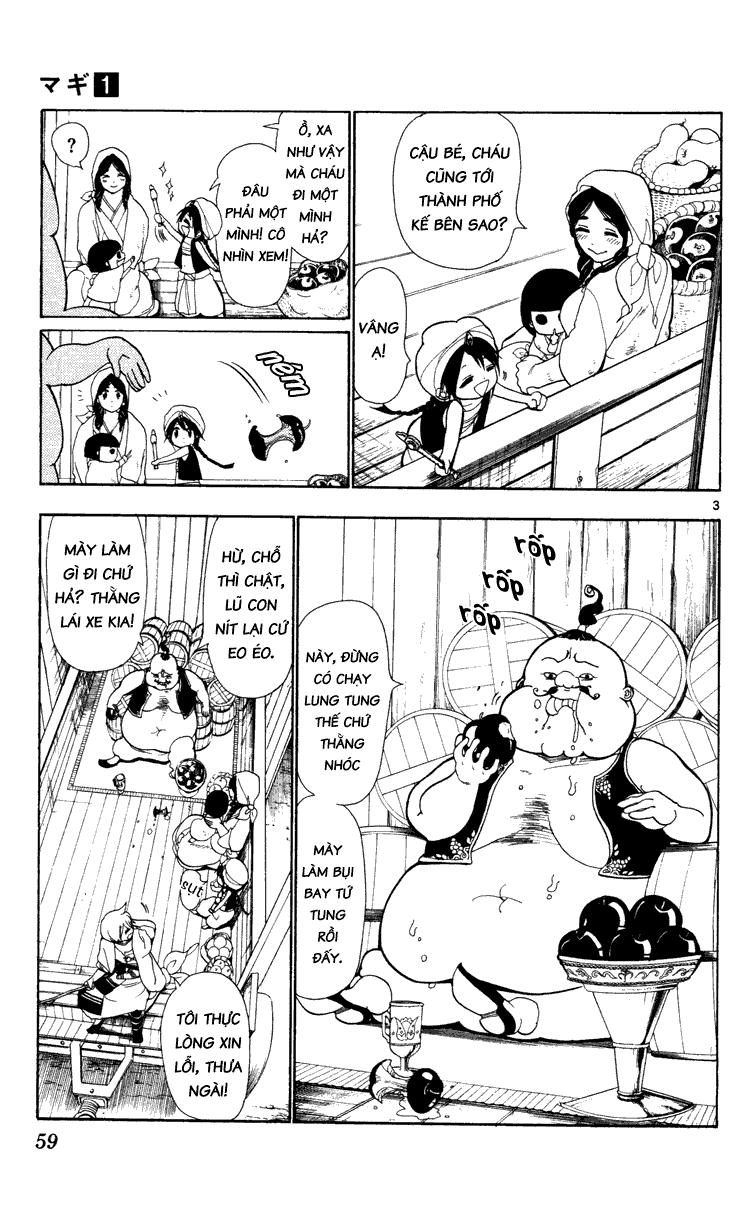 マギ1
CẬU BÉ, CHÁU
CŨNG TỚI
THÀNH PHỐ
KẾ BÊN SAO?
VÂNG
Ạ!
Ồ, XA
NHƯ VẬY
MÀ CHÁU
ĐI MỘT
MÌNH
HẢ?
ĐÂU
PHẢI MỘT
MÌNH! CÔ
NHÌN XEM!
?
ném
3
rốp
rốp
rốp
NÀY, ĐỪNG
CÓ CHẠY
LUNG TUNG
THẾ CHỨ
THẰNG
NHÓC
MÀY
LÀM BỤI
BAY TỨ
TUNG
RỒI
ĐẤY.
HỪ, CHỖ
THÌ CHẬT,
LŨ CON
NÍT LẠI CỨ
EO ÉO.
MÀY LÀM
GÌ ĐI CHỨ
HẢ? THẰNG
LÁI XE KIA!
sụt
TÔI THỰC
LÒNG XIN
LỖI, THƯA
NGÀI!
59